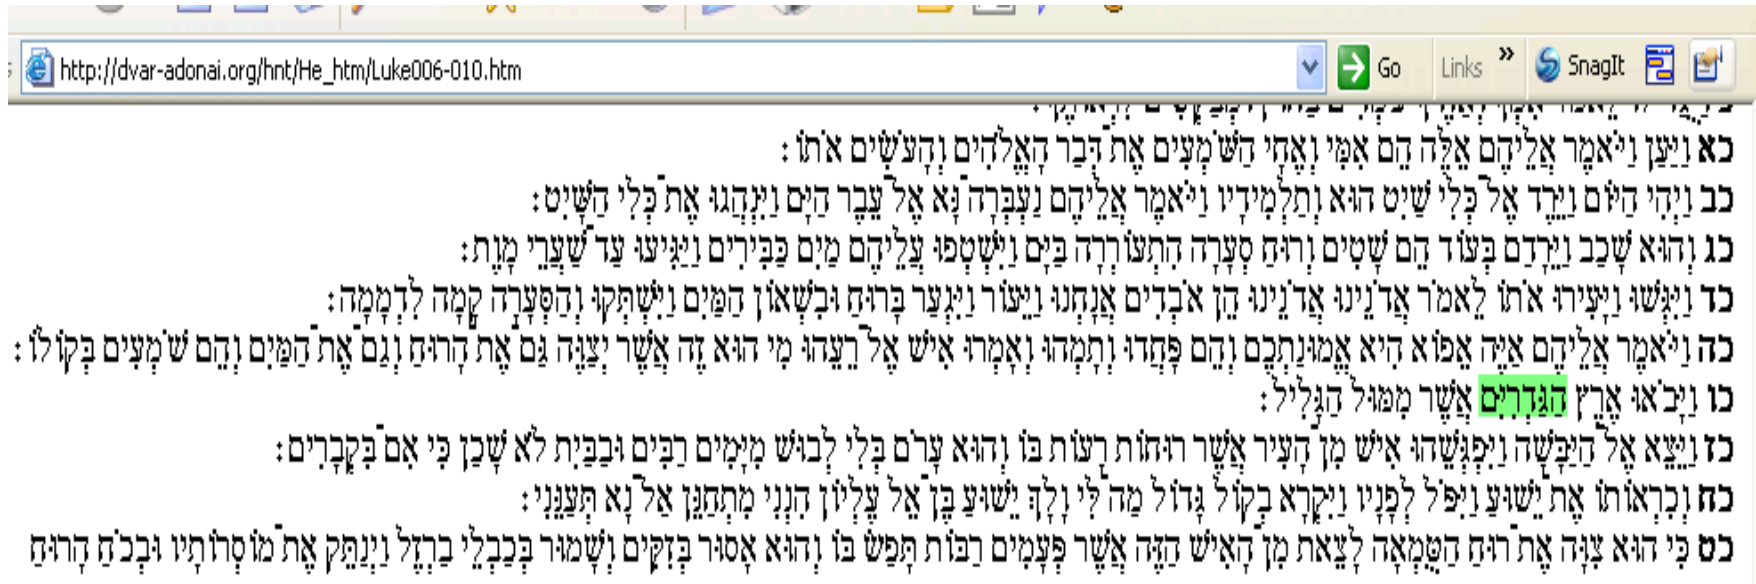 http://dvar-adonai.org/hnt/He_htm/Luke006-010.htm Go Links » SnagIt
כא וַיַּעַן וַיֹּאמֶר אֲלֵיהֶם אֵלֶּה הֵם אִמִּי וְאֶחָי הַשֹּׁמְעִים אֶת־דְּבַר הָאֱלֹהִים וְהָעֹשִׂים אֹתוֹ׃
כב וַיְהִי הַיּוֹם וַיֵּרֶד אֶל־כְּלִי שַׁיִט הוּא וְתַלְמִידָיו וַיֹּאמֶר אֲלֵיהֶם נַעְבְּרָה־נָּא אֶל־עֵבֶר הַיָּם וַיִּנְהֲגוּ אֶת־כְּלִי הַשָּׁיִט׃
כג וְהוּא שָׁכַב וַיֵּרָדַם בְּעוֹד הֵם שָׁטִים וְרוּחַ סְעָרָה הִתְעוֹרְרָה בַּיָּם וַיִּשְׁטְפוּ עֲלֵיהֶם מַיִם כַּבִּירִים וַיַּגִּיעוּ עַד־שַׁעֲרֵי מָוֶת׃
כד וַיִּגְּשׁוּ וַיָּעִירוּ אֹתוֹ לֵאמֹר אֲדֹנֵינוּ אֲדֹנֵינוּ הֵן אֹבְדִים אֲנָחְנוּ וַיֵּעוֹר וַיִּגְעַר בָּרוּחַ וּבִשְׁאוֹן הַמַּיִם וַיִּשְׁתְּקוּ וְהַסְּעָרָה קָמָה לִדְמָמָה׃
כה וַיֹּאמֶר אֲלֵיהֶם אַיֵּה אֵפוֹא הִיא אֱמוּנַתְכֶם וְהֵם פָּחֲדוּ וְתָמְהוּ וְאָמְרוּ אִישׁ אֶל־רֵעֵהוּ מִי הוּא זֶה אֲשֶׁר יְצַוֶּה גַּם־אֶת־הָרוּחַ וְגַם־אֶת־הַמַּיִם וְהֵם שֹׁמְעִים בְּקוֹלוֹ׃
כו וַיָּבֹאוּ אֶרֶץ הַגַּדְרִיִּים אֲשֶׁר מִמּוּל הַגָּלִיל׃
כז וַיֵּצֵא אֶל־הַיַּבָּשָׁה וַיִּפְגְּשֵׁהוּ אִישׁ מִן־הָעִיר אֲשֶׁר רוּחוֹת רָעוֹת בּוֹ וְהוּא עָרֹם בְּלִי לְבוּשׁ מִיָּמִים רַבִּים וּבַבַּיִת לֹא שָׁכַן כִּי אִם־בַּקְּבָרִים׃
כח וְכִרְאוֹתוֹ אֶת־יֵשׁוּעַ וַיִּפֹּל לְפָנָיו וַיִּקְרָא בְּקוֹל גָּדוֹל מַה־לִּי וָלָךְ יֵשׁוּעַ בֶּן־אֵל עֶלְיוֹן הִנְנִי מִתְחַנֵּן אַל־נָא תְּעַנֵּנִי׃
כט כִּי הוּא צִוָּה אֶת־רוּחַ הַטֻּמְאָה לָצֵאת מִן־הָאִישׁ הַזֶּה אֲשֶׁר פְּעָמִים רַבּוֹת תָּפַשׂ בּוֹ וְהוּא אָסוּר בְּזִקִּים וְשָׁמוּר בְּכַבְלֵי בַרְזֶל וַיְנַתֵּק אֶת־מוֹסְרוֹתָיו וּבְכֹחַ הָרוּחַ